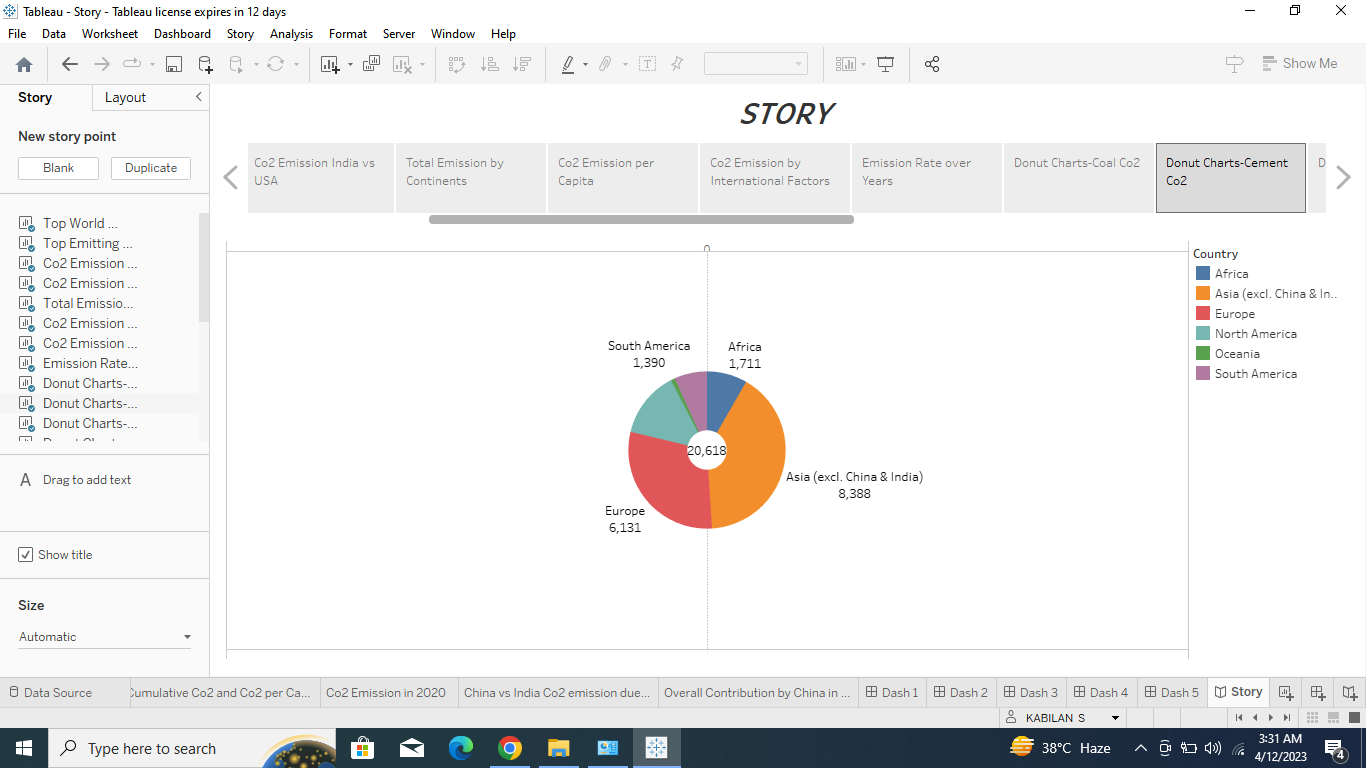 Tableau - Story - Tableau license expires in 12 days
File Data Worksheet Dashboard Story Analysis Format Server Window Help
Show Me
Story Layout
New story point
Blank Duplicate
Top World ...
Top Emitting ...
Co2 Emission ...
Co2 Emission ...
Total Emissio...
Co2 Emission ...
Co2 Emission ...
Emission Rate...
Donut Charts-...
Donut Charts-...
Donut Charts-...
A Drag to add text
Show title
Size
Automatic
STORY
Co2 Emission India vs
USA
Total Emission by
Continents
Co2 Emission per
Capita
Co2 Emission by
International Factors
Emission Rate over
Years
Donut Charts-Coal Co2
Donut Charts-Cement
Co2
D
South America
1,390
Africa
1,711
20,618
Asia (excl. China & India)
8,388
Europe
6,131
Country
Africa
Asia (excl. China & In..
Europe
North America
Oceania
South America
Data Source Cumulative Co2 and Co2 per Ca... Co2 Emission in 2020 China vs India Co2 emission due... Overall Contribution by China in ... Dash 1 Dash 2 Dash 3 Dash 4 Dash 5 Story
KABILAN S
Type here to search
38°C Haze
3:31 AM
4/12/2023
4